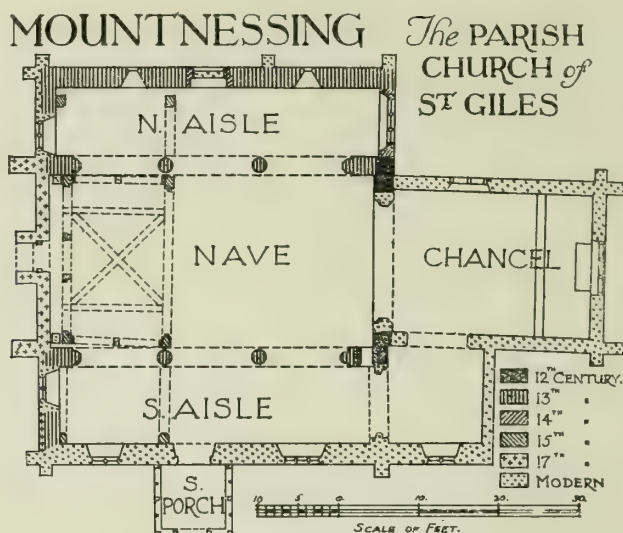 MOUNTNESSING
The PARISH
CHURCH of
ST GILES
N. AISLE
NAVE
CHANCEL
S. AISLE
S.
PORCH
12TH CENTURY.
13TH "
14TH "
15TH "
17TH "
MODERN
10 5 0 10 20 30
SCALE OF FEET.